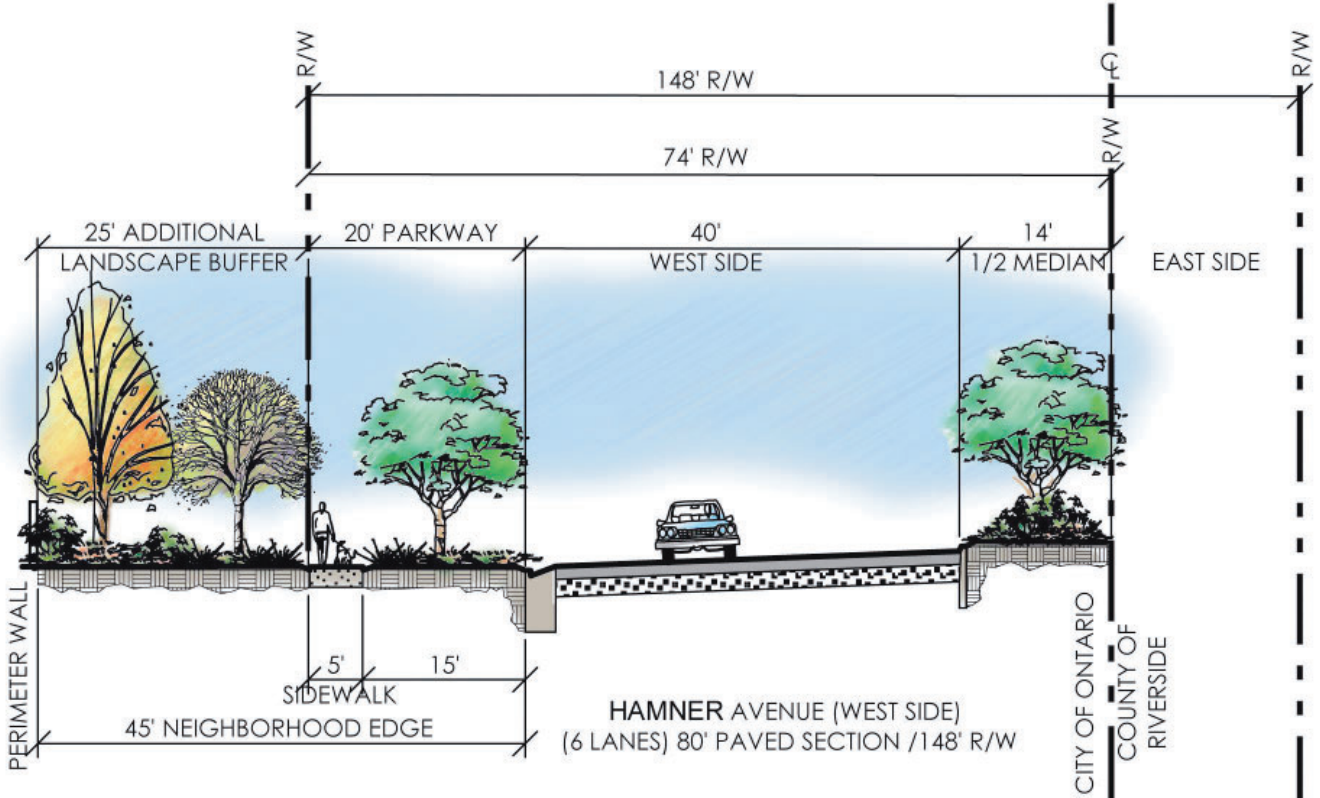 R/W
148' R/W
℄
R/W
R/W
74' R/W
25' ADDITIONAL
LANDSCAPE BUFFER
20' PARKWAY
40'
WEST SIDE
14'
1/2 MEDIAN
EAST SIDE
PERIMETER WALL
5'
SIDEWALK
15'
45' NEIGHBORHOOD EDGE
HAMNER AVENUE (WEST SIDE)
(6 LANES) 80' PAVED SECTION /148' R/W
CITY OF ONTARIO
COUNTY OF
RIVERSIDE